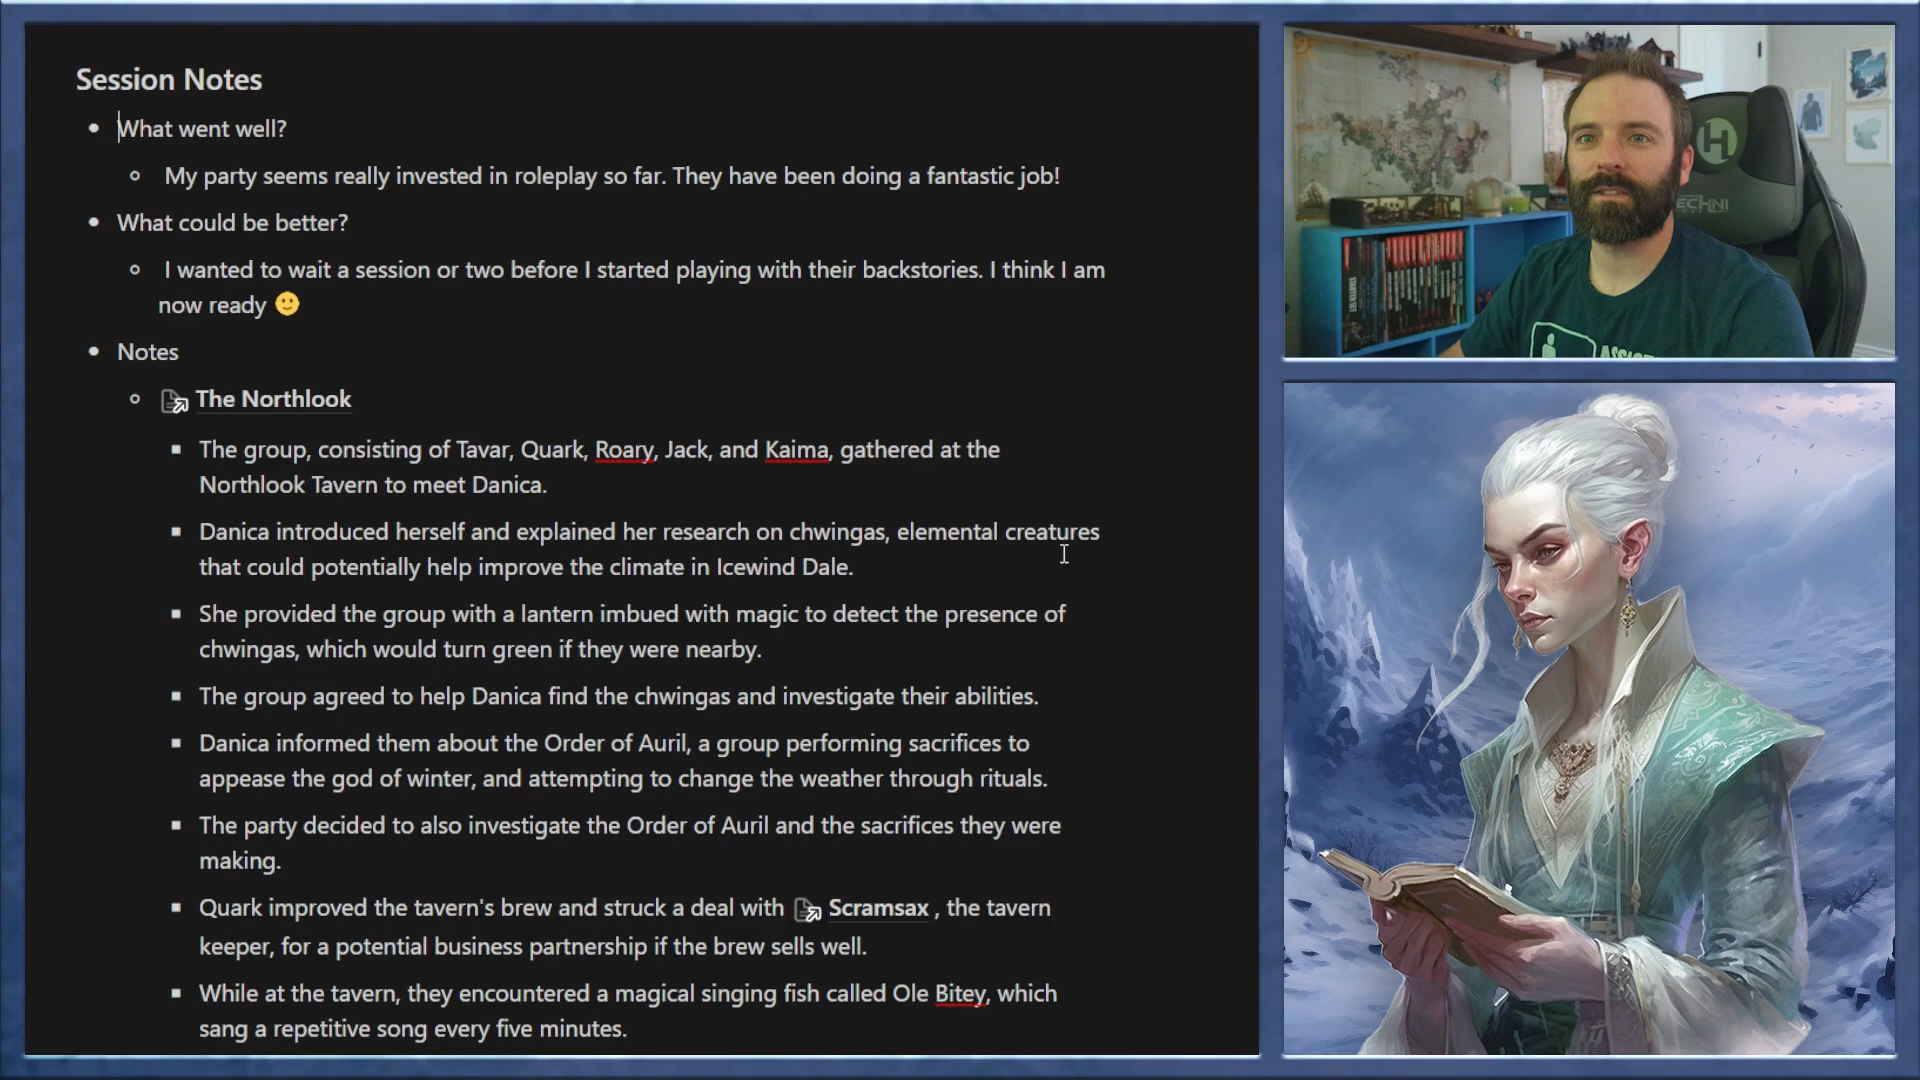 Session Notes
What went well?
My party seems really invested in roleplay so far. They have been doing a fantastic job!
What could be better?
I wanted to wait a session or two before I started playing with their backstories. I think I am
now ready 🙂
Notes
The Northlook
The group, consisting of Tavar, Quark, Roary, Jack, and Kaima, gathered at the
Northlook Tavern to meet Danica.
Danica introduced herself and explained her research on chwingas, elemental creatures
that could potentially help improve the climate in Icewind Dale.
She provided the group with a lantern imbued with magic to detect the presence of
chwingas, which would turn green if they were nearby.
The group agreed to help Danica find the chwingas and investigate their abilities.
Danica informed them about the Order of Auril, a group performing sacrifices to
appease the god of winter, and attempting to change the weather through rituals.
The party decided to also investigate the Order of Auril and the sacrifices they were
making.
Quark improved the tavern's brew and struck a deal with Scramsax , the tavern
keeper, for a potential business partnership if the brew sells well.
While at the tavern, they encountered a magical singing fish called Ole Bitey, which
sang a repetitive song every five minutes.